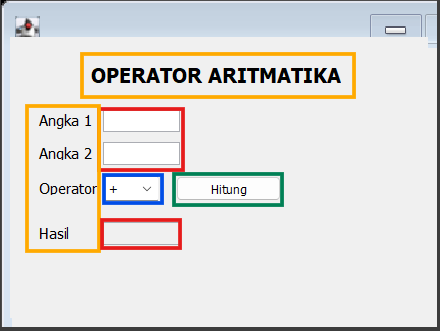 OPERATOR ARITMATIKA
Angka 1
Angka 2
Operator + Hitung
Hasil